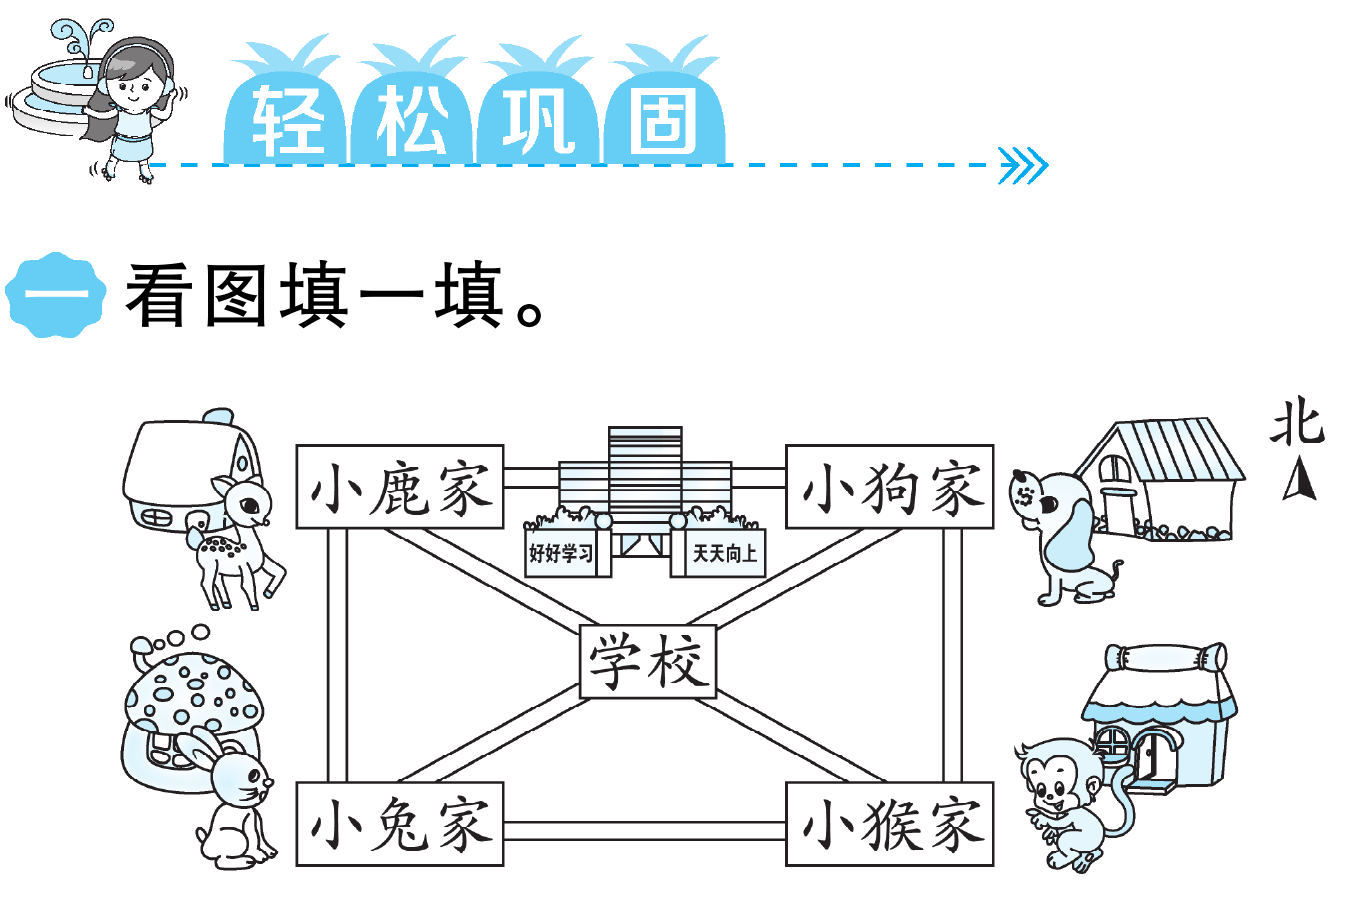 轻松巩固
一 看图填一填。
北
小鹿家 小狗家
好好学习 天天向上
学校
小兔家 小猴家